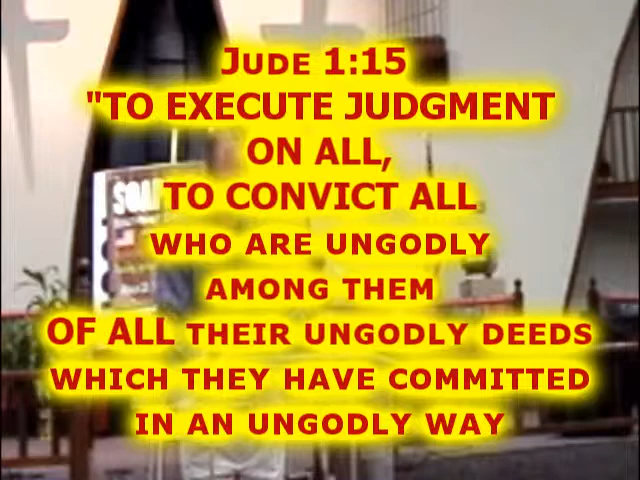 JUDE 1:15
"TO EXECUTE JUDGMENT
ON ALL,
TO CONVICT ALL
WHO ARE UNGODLY
AMONG THEM
OF ALL THEIR UNGODLY DEEDS
WHICH THEY HAVE COMMITTED
IN AN UNGODLY WAY